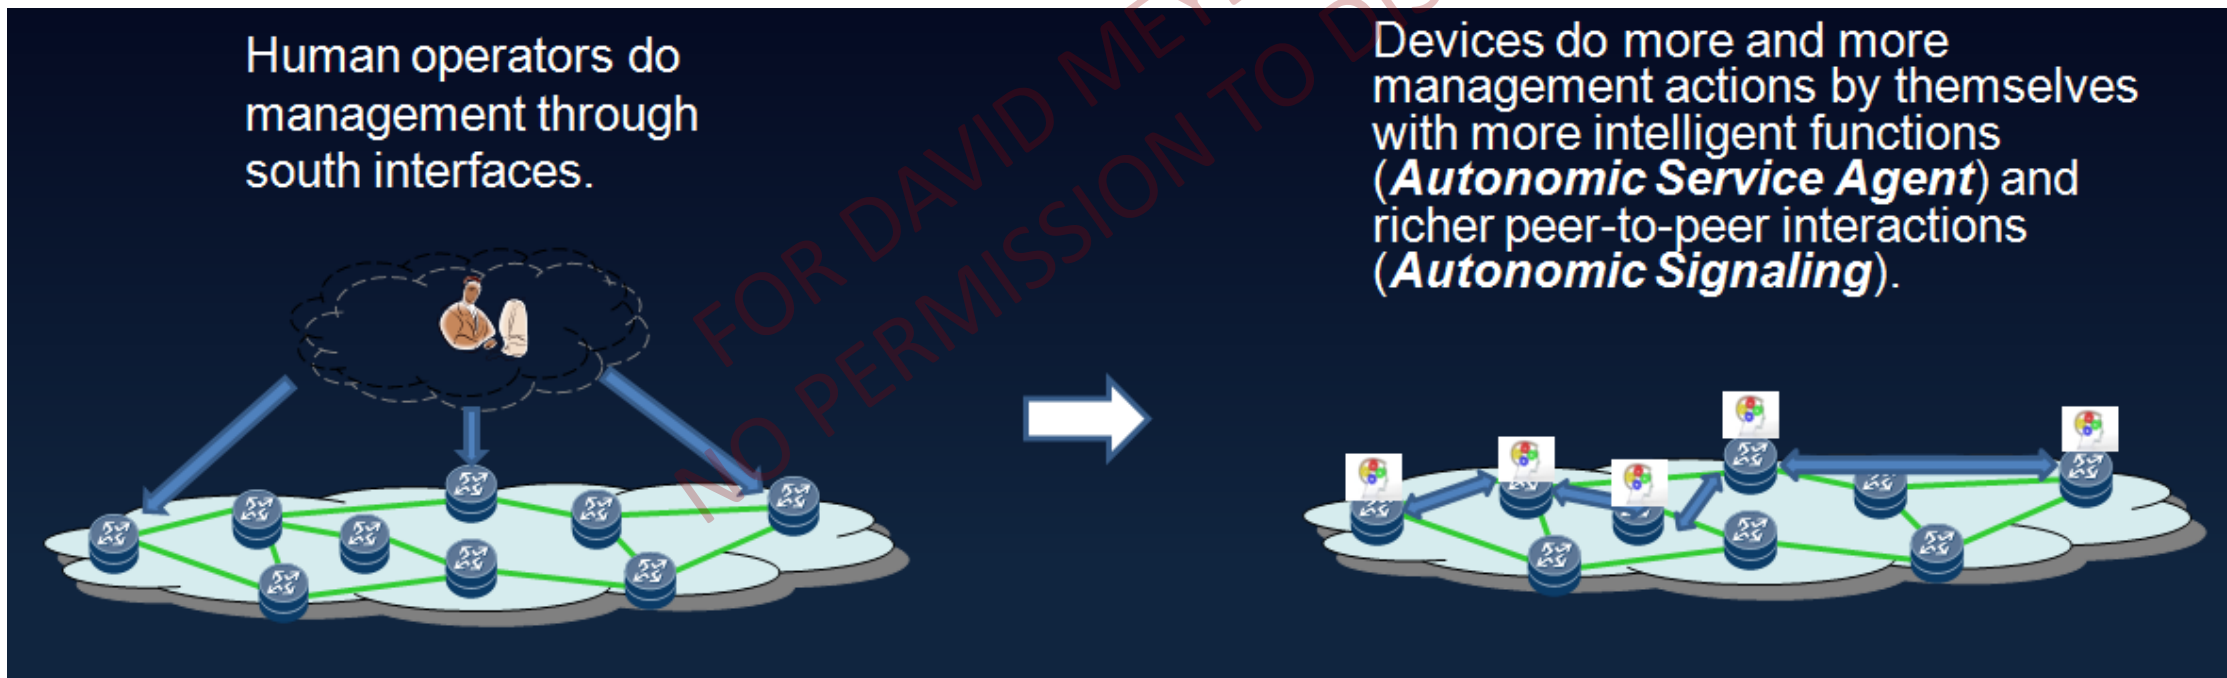 Human operators do
management through
south interfaces.
Devices do more and more
management actions by themselves
with more intelligent functions
(Autonomic Service Agent) and
richer peer-to-peer interactions
(Autonomic Signaling).
FOR DAVID
NO PERMISSION TO